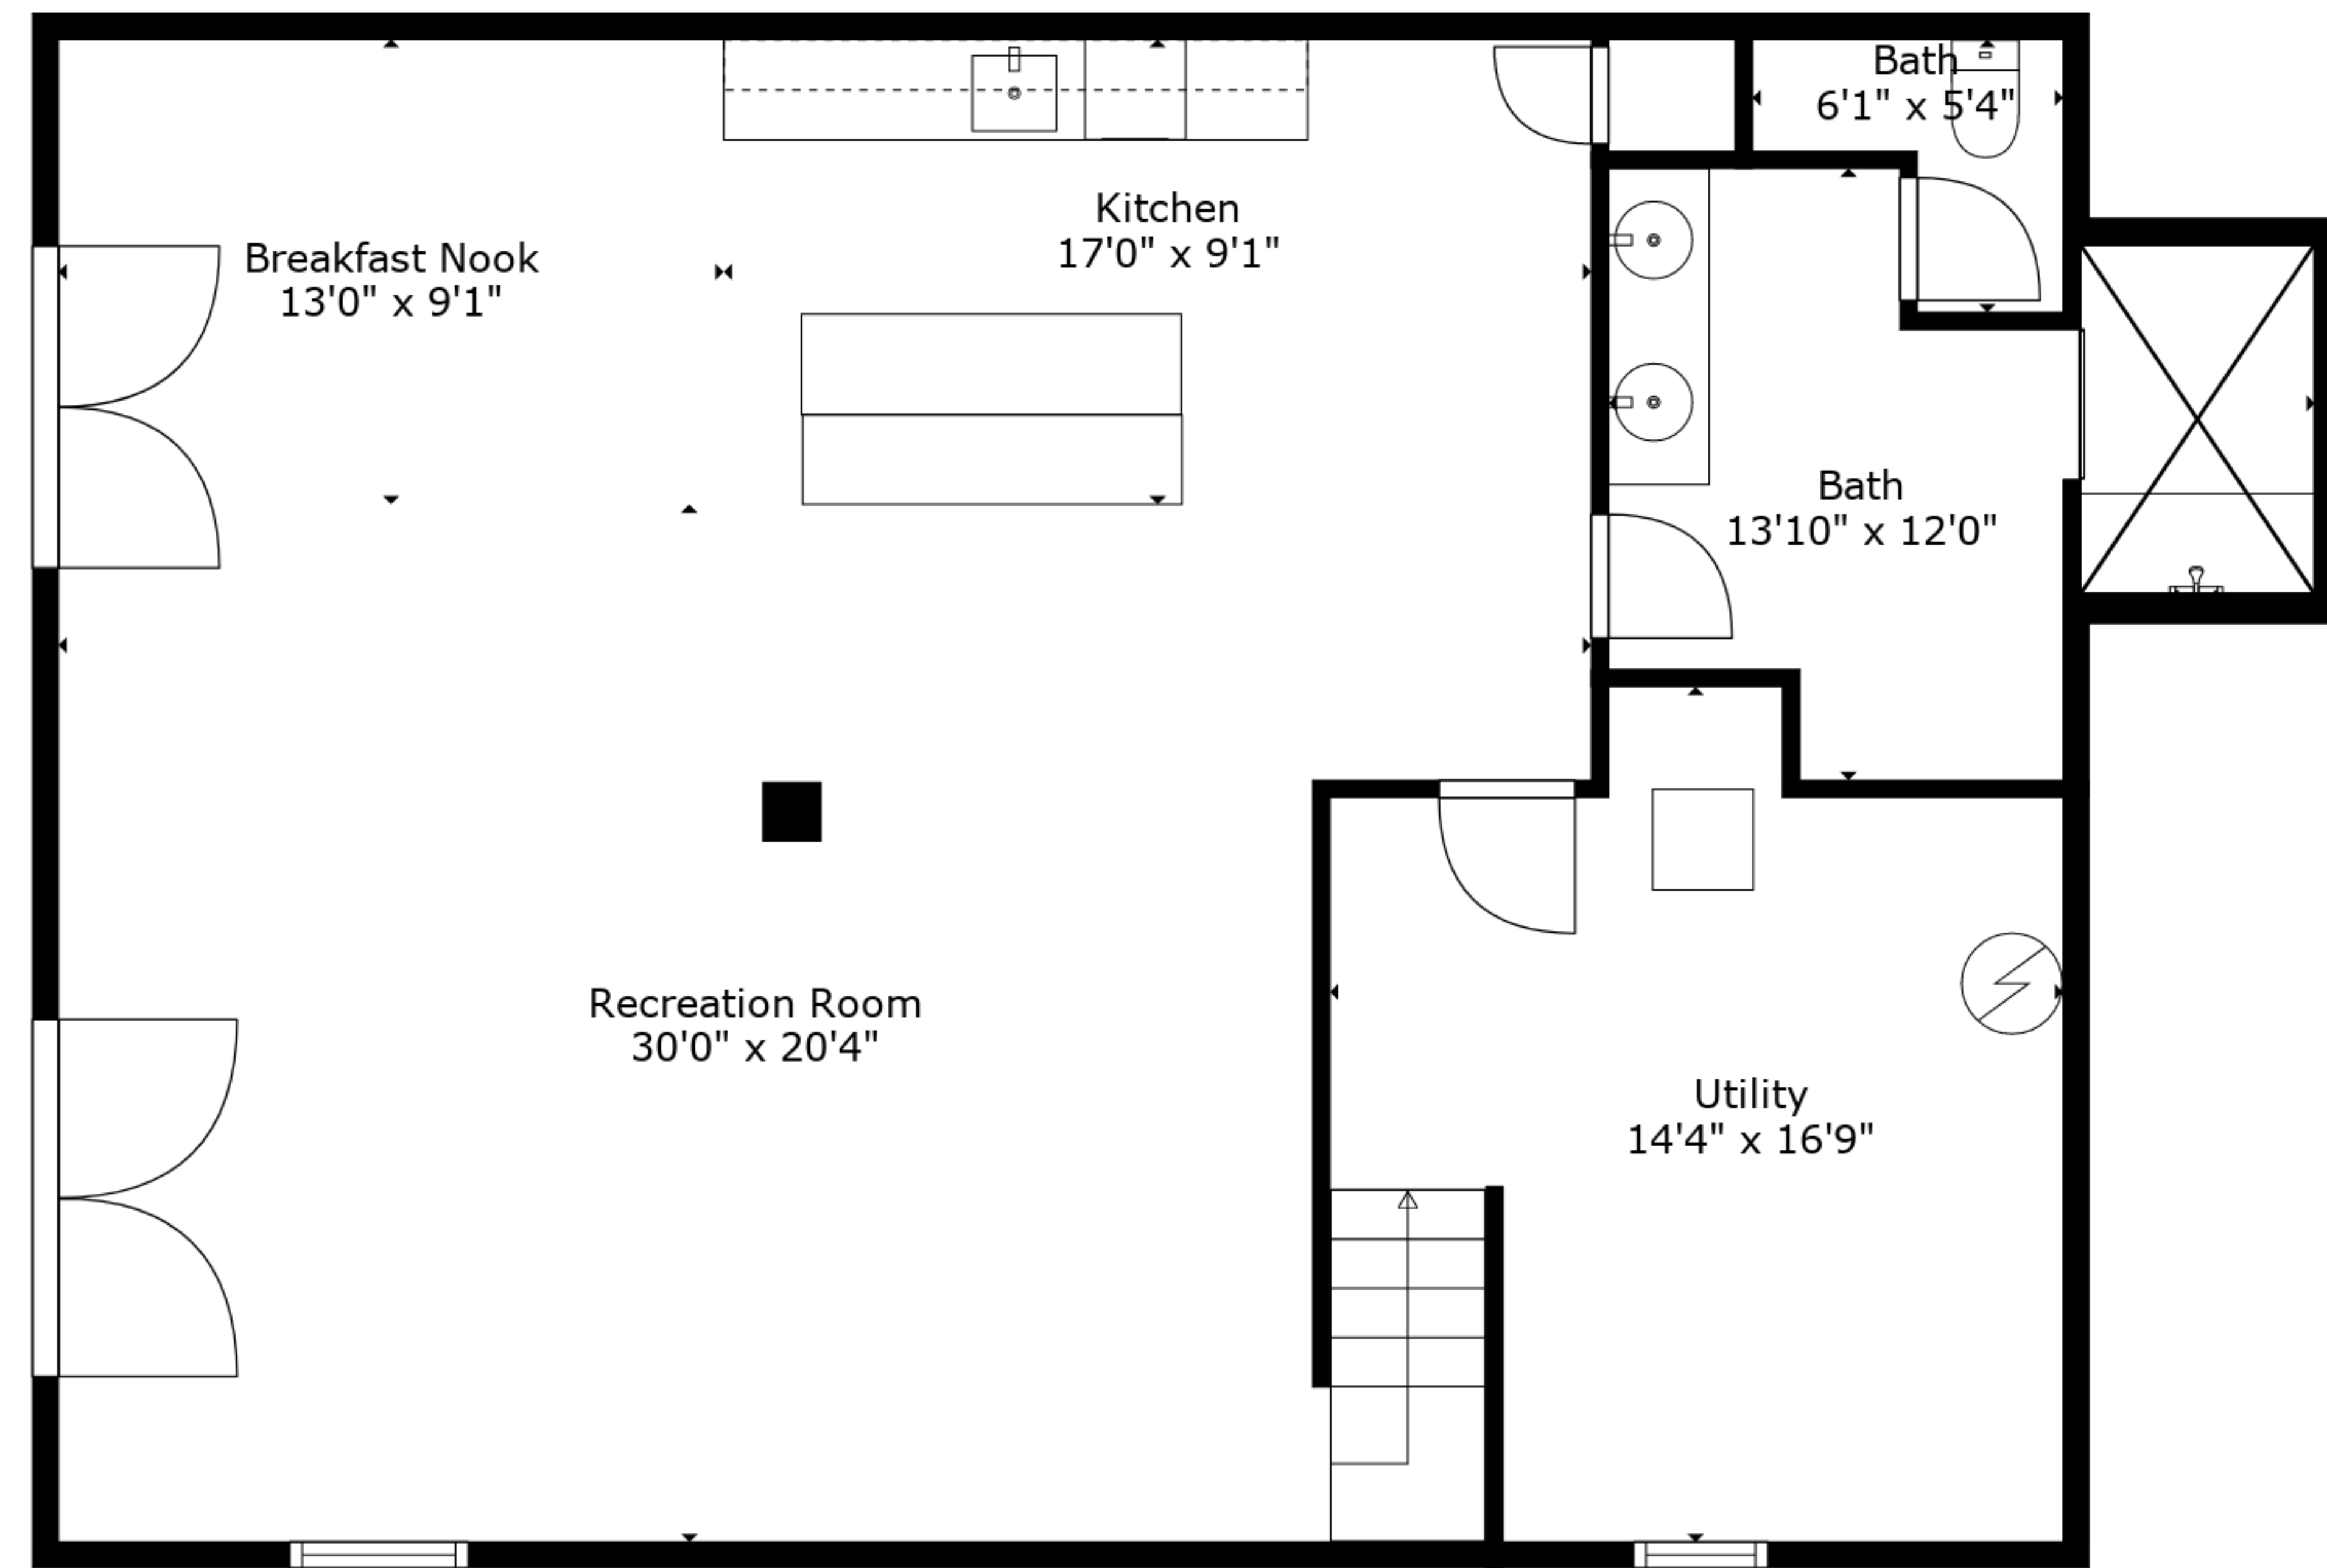 Bath
6'1" x 5'4"
Kitchen
17'0" x 9'1"
Breakfast Nook
13'0" x 9'1"
Bath
13'10" x 12'0"
Recreation Room
30'0" x 20'4"
Utility
14'4" x 16'9"